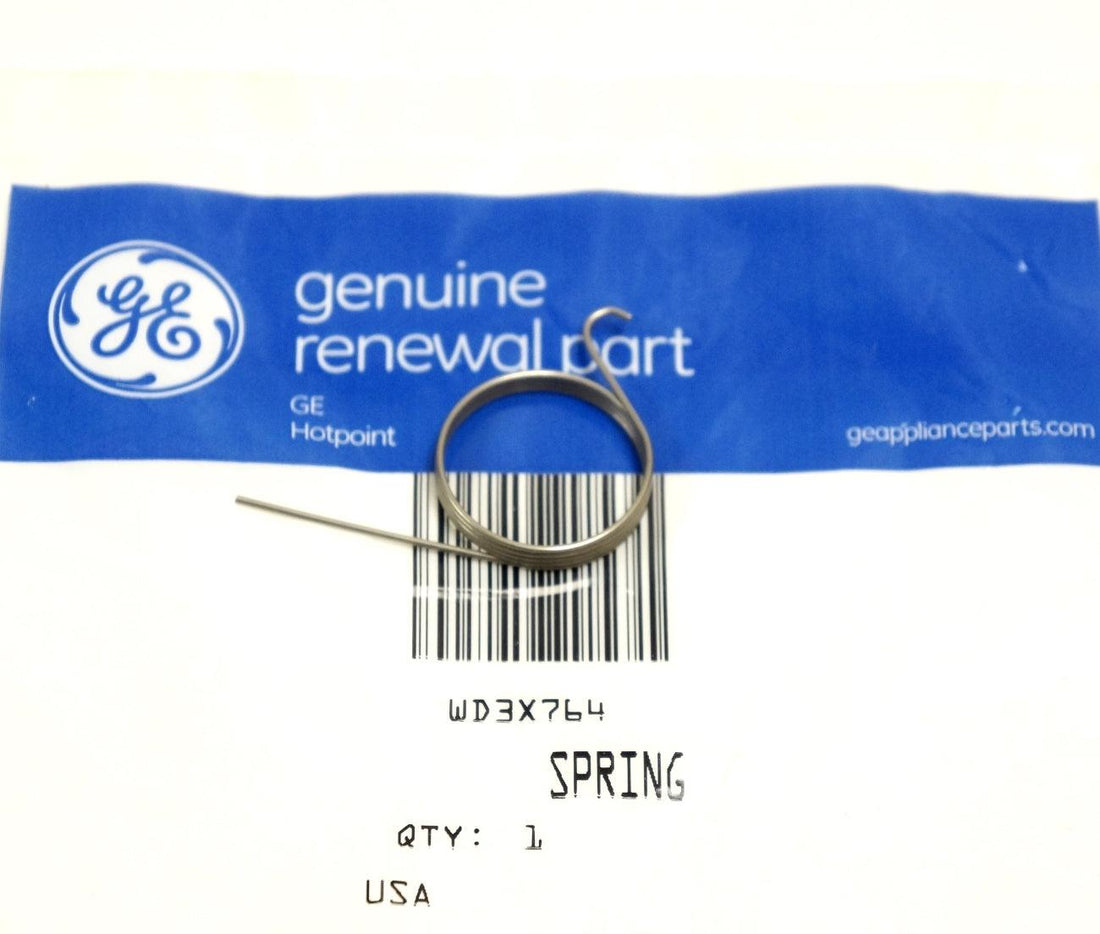 GE
genuine
renewal part
GE
Hotpoint
geapplianceparts.com
WD3X764
SPRING
QTY: 1
USA